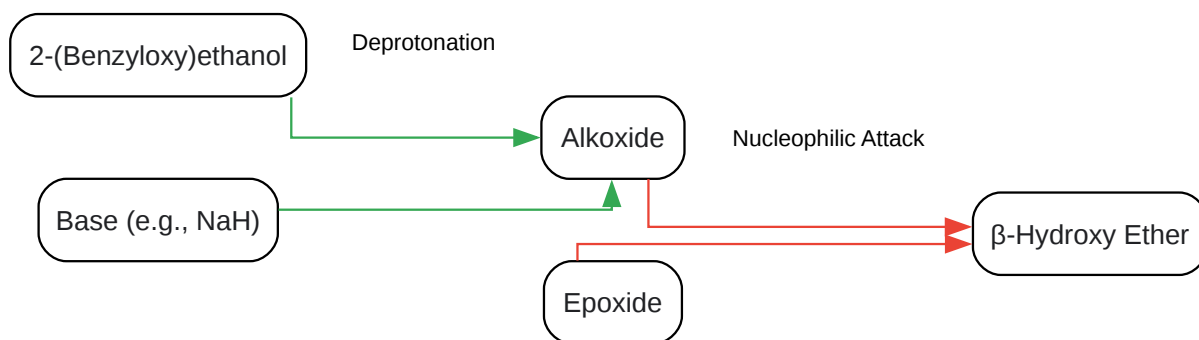 2-(Benzyloxy)ethanol
Deprotonation
Alkoxide
Nucleophilic Attack
Base (e.g., NaH)
β-Hydroxy Ether
Epoxide